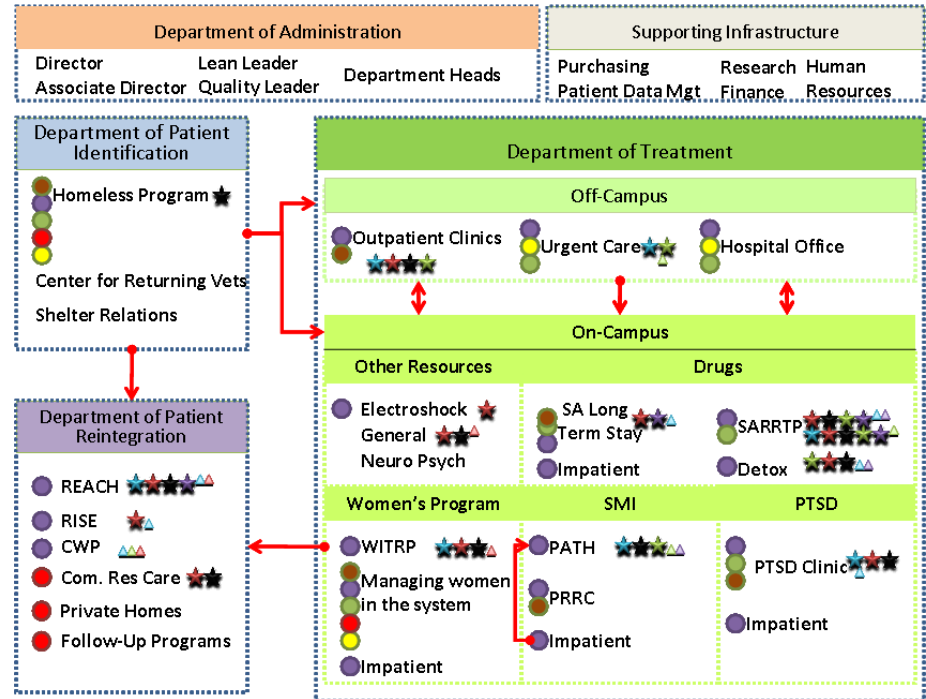 Department of Administration
Director
Associate Director
Lean Leader
Quality Leader
Department Heads
Supporting Infrastructure
Purchasing
Patient Data Mgt
Research
Finance
Human
Resources
Department of Patient
Identification
Homeless Program
Center for Returning Vets
Shelter Relations
Department of Treatment
Off-Campus
Outpatient Clinics
Urgent Care
Hospital Office
On-Campus
Other Resources
Drugs
Electroshock
General
Neuro Psych
SA Long
Term Stay
Impatient
SARRTP
Detox
Women's Program
SMI
PTSD
WITRP
Managing women
in the system
Impatient
PATH
PRRC
Impatient
PTSD Clinic
Impatient
Department of Patient
Reintegration
REACH
RISE
CWP
Com. Res Care
Private Homes
Follow-Up Programs